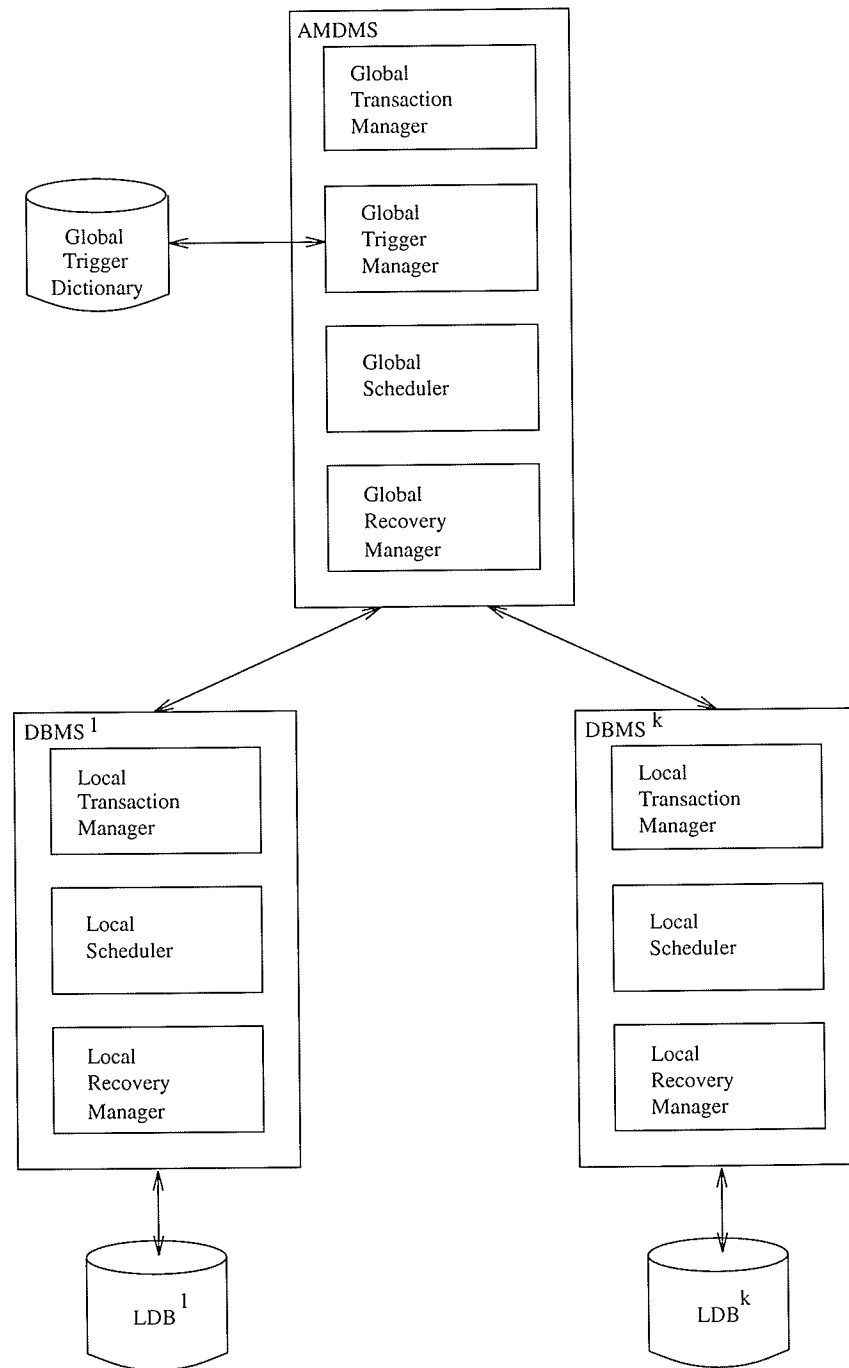 AMDMS
Global
Transaction
Manager
Global
Trigger
Dictionary
Global
Trigger
Manager
Global
Scheduler
Global
Recovery
Manager
DBMS^1
Local
Transaction
Manager
Local
Scheduler
Local
Recovery
Manager
LDB^1
DBMS^k
Local
Transaction
Manager
Local
Scheduler
Local
Recovery
Manager
LDB^k